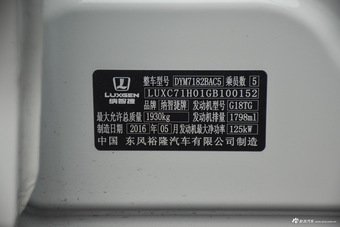 LUXGEN
纳智捷
整车型号 DYM7182BAC5 乘员数 5
LUXC71H01GB100152
品牌 纳智捷牌 发动机型号 G18TG
最大允许总质量 1930kg 发动机排量 1798ml
制造日期 2016 年 05 月 发动机最大净功率 125kW
中国 东风裕隆汽车有限公司制造